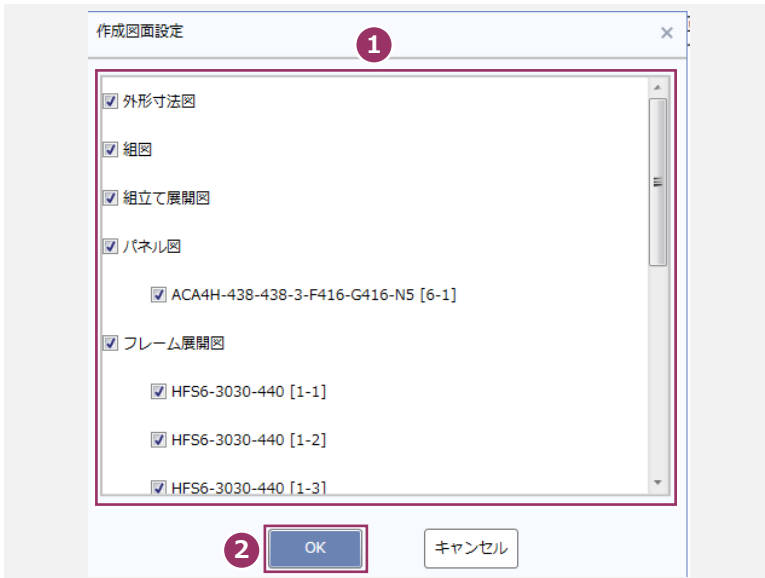 作成図面設定
1
外形寸法図
組図
組立て展開図
パネル図
ACA4H-438-438-3-F416-G416-N5 [6-1]
フレーム展開図
HFS6-3030-440 [1-1]
HFS6-3030-440 [1-2]
HFS6-3030-440 [1-3]
2
OK
キャンセル